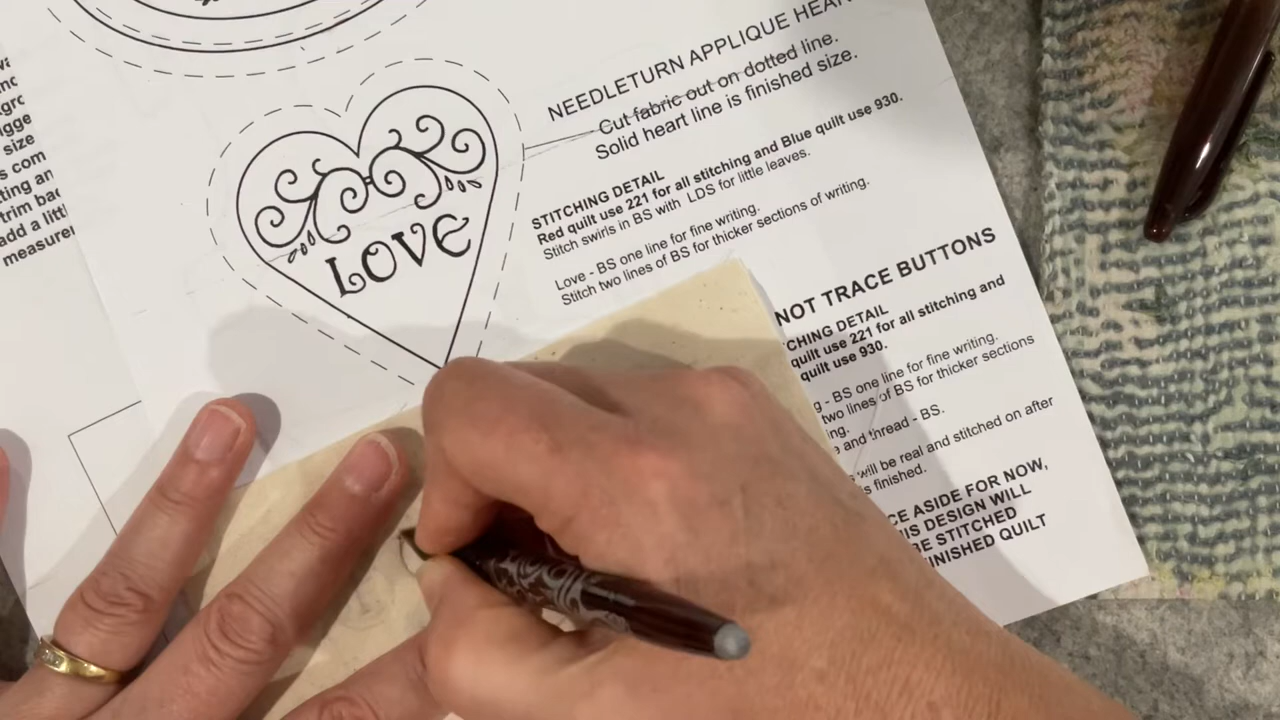 size
measurer
LOVE
NEEDLETURN APPLIQUE
Cut fabric out on dotted line.
Solid heart line is finished size.
STITCHING DETAIL
Red quilt use 221 for all stitching and Blue quilt use 930.
Stitch swirls in BS with LDS for little leaves.
Love - BS one line for fine writing.
Stitch two lines of BS for thicker sections of writing.
NOT TRACE BUTTONS
CHING DETAIL
quilt use 221 for all stitching and
quilt use 930.
g - BS one line for fine writing.
two lines of BS for thicker sections
ing.
and thread - BS.
will be real and stitched on after
s finished.
CE ASIDE FOR NOW,
IS DESIGN WILL
BE STITCHED
INISHED QUILT